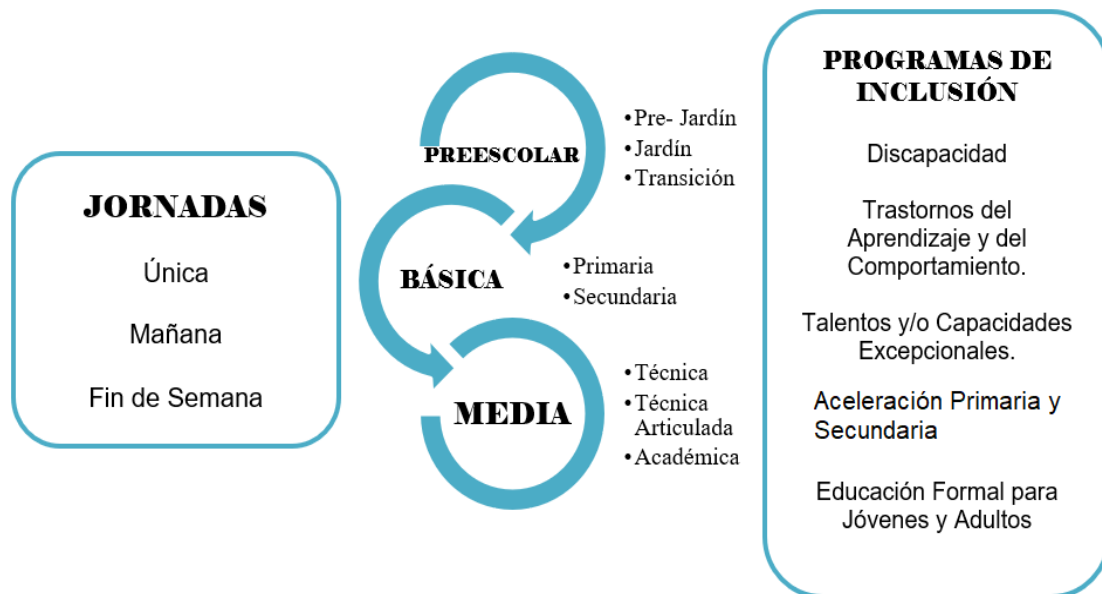 JORNADAS
Única
Mañana
Fin de Semana
PREESCOLAR
•Pre- Jardín
•Jardín
•Transición
BÁSICA
•Primaria
•Secundaria
MEDIA
•Técnica
•Técnica
Articulada
•Académica
PROGRAMAS DE
INCLUSIÓN
Discapacidad
Trastornos del
Aprendizaje y del
Comportamiento.
Talentos y/o Capacidades
Excepcionales.
Aceleración Primaria y
Secundaria
Educación Formal para
Jóvenes y Adultos